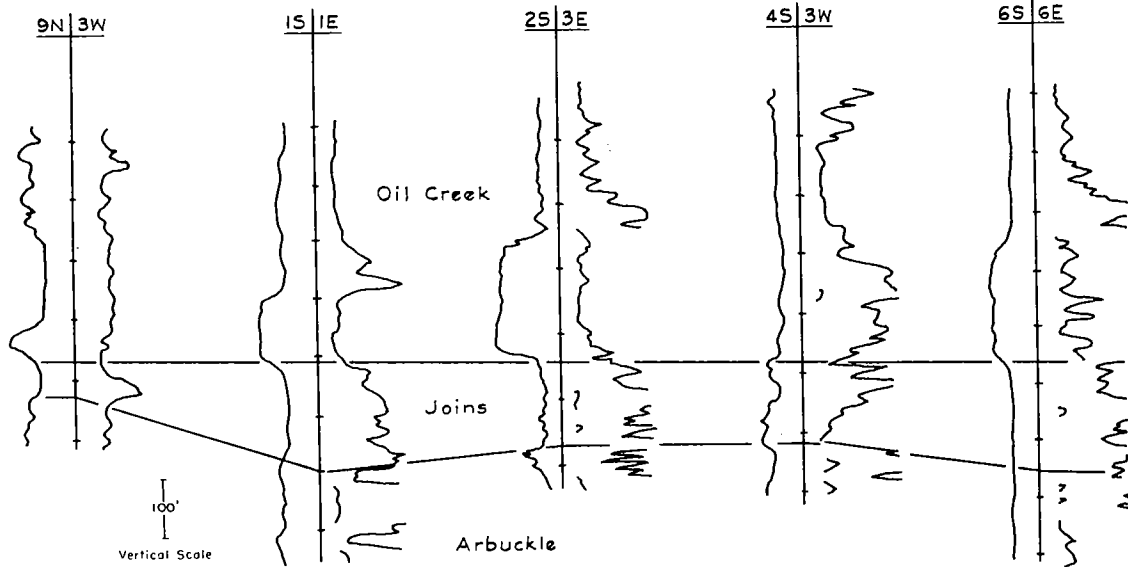 9N 3W
1S 1E
2S 3E
4S 3W
6S 6E
Oil Creek
Joins
100'
Vertical Scale
Arbuckle